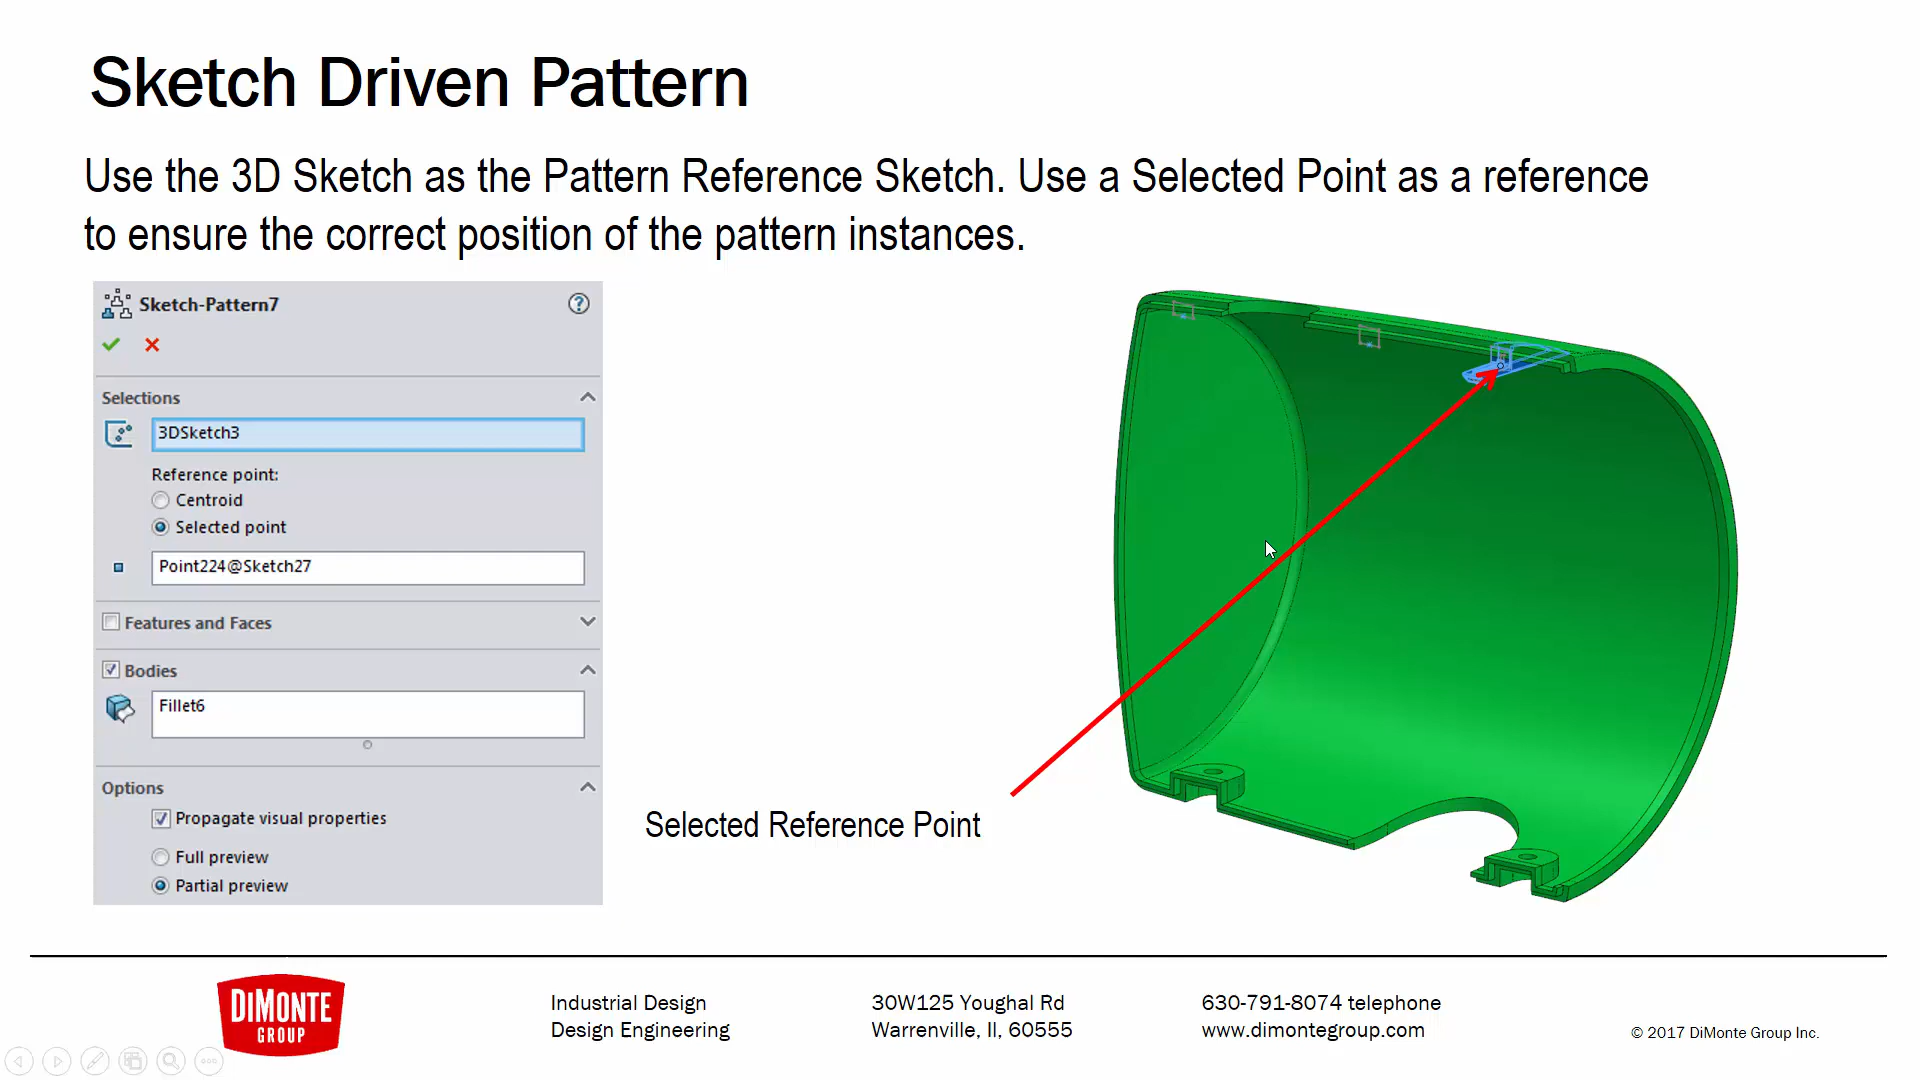 Sketch Driven Pattern
Use the 3D Sketch as the Pattern Reference Sketch. Use a Selected Point as a reference
to ensure the correct position of the pattern instances.
Sketch-Pattern7
Selections
3DSketch3
Reference point:
Centroid
Selected point
Point224@Sketch27
Features and Faces
Bodies
Fillet6
Options
Propagate visual properties
Full preview
Partial preview
Selected Reference Point
DIMONTE
GROUP
Industrial Design
Design Engineering
30W125 Youghal Rd
Warrenville, Il, 60555
630-791-8074 telephone
www.dimontegroup.com
© 2017 DiMonte Group Inc.